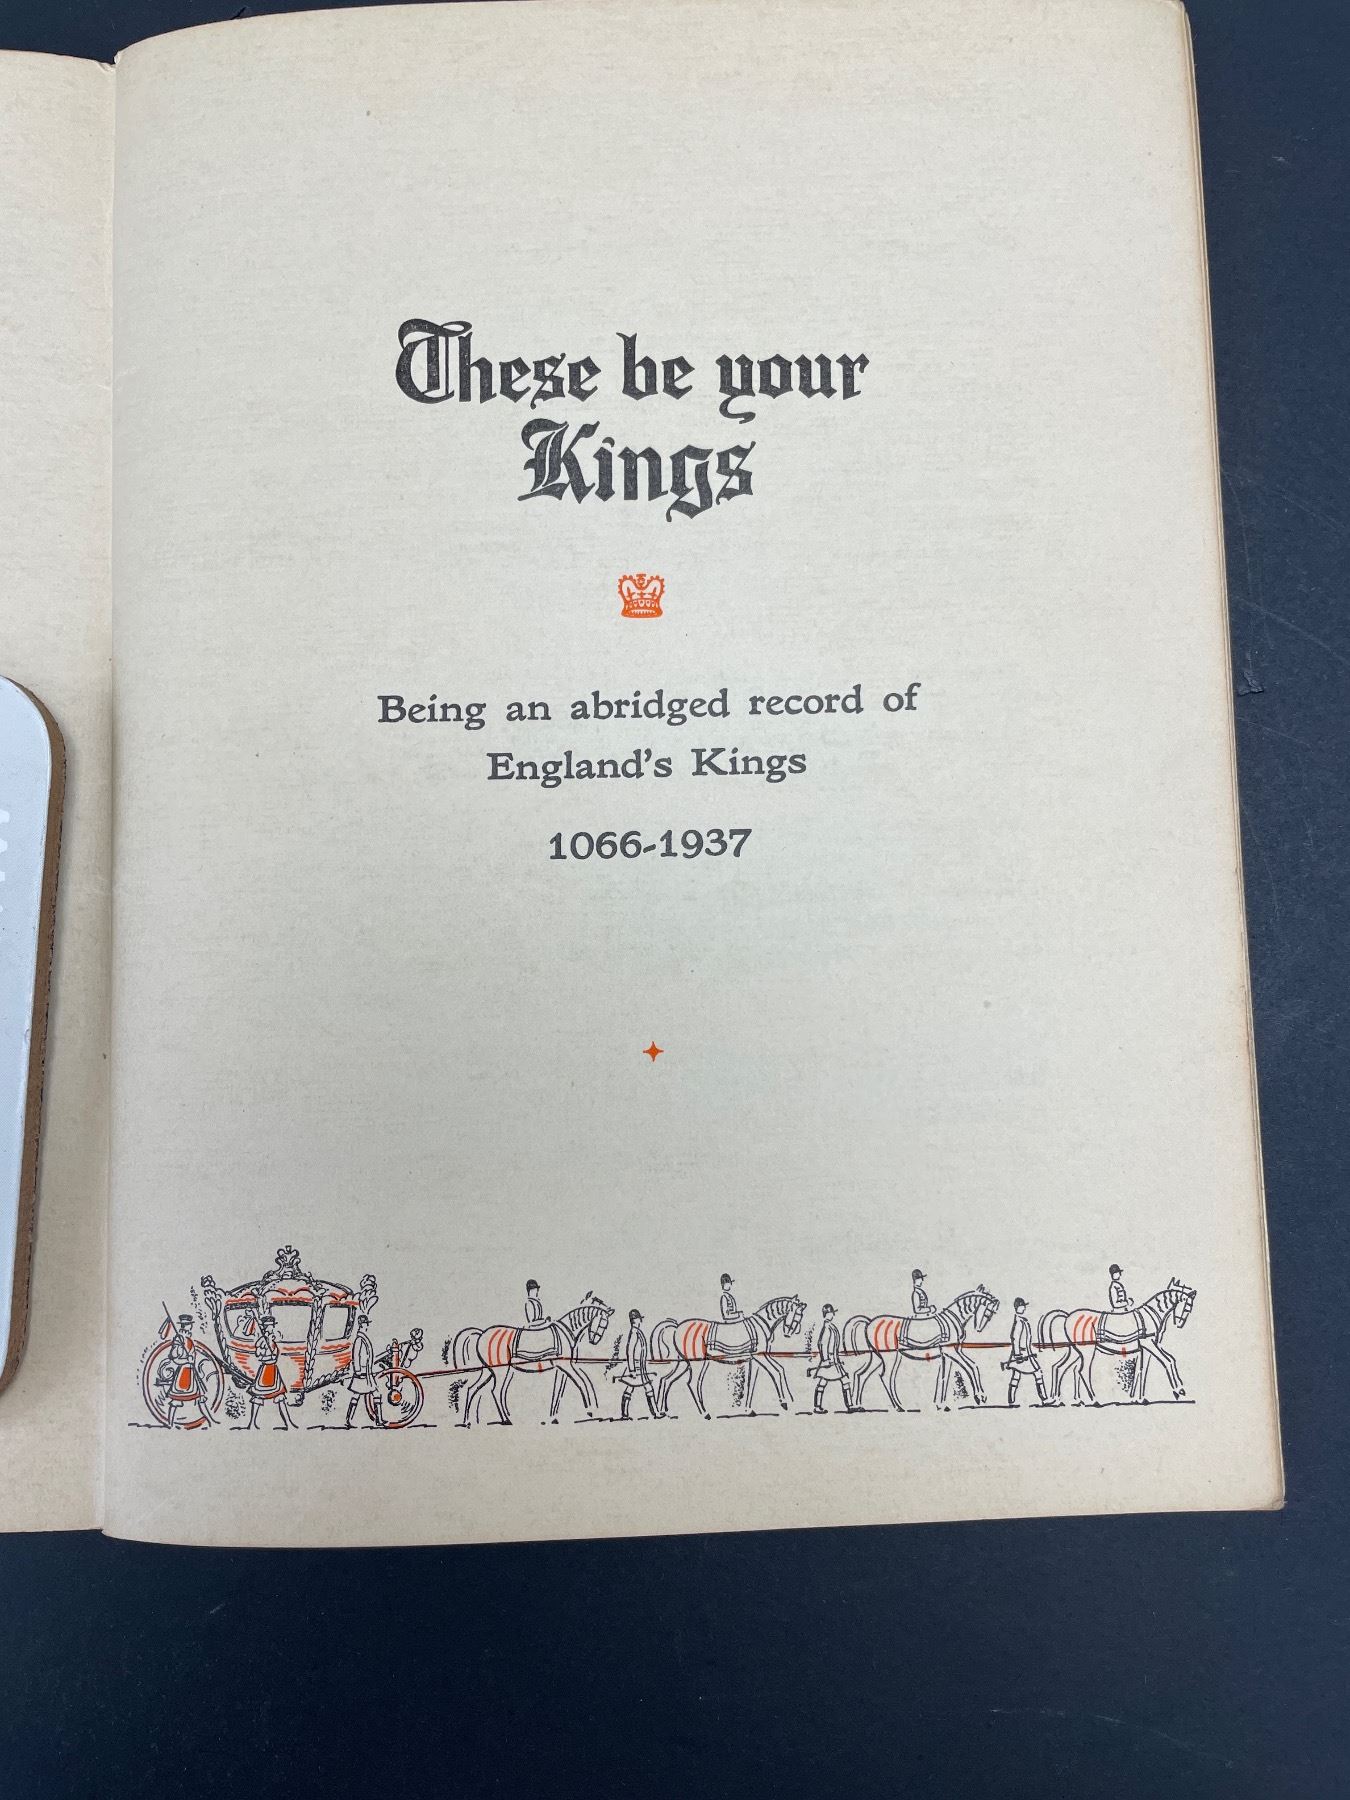 These be your
Kings
Being an abridged record of
England's Kings
1066-1937